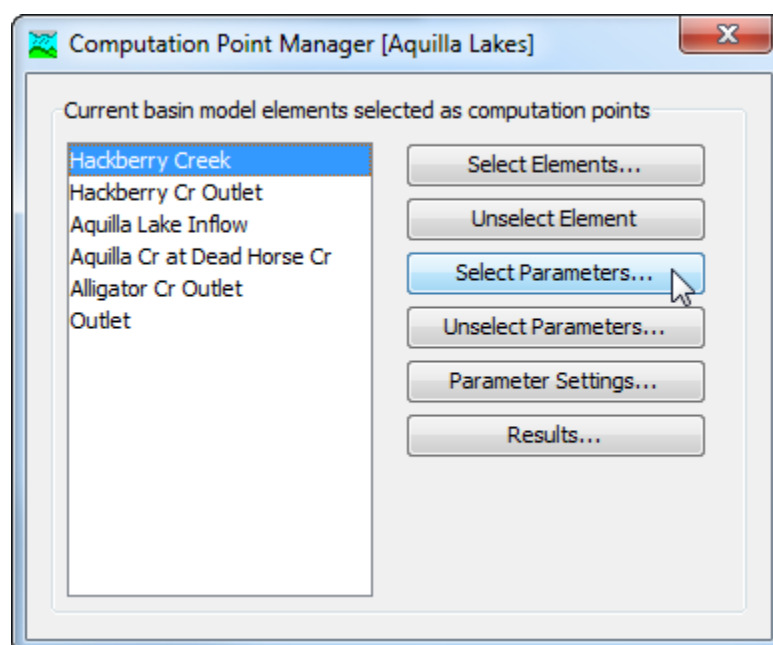 Computation Point Manager [Aquilla Lakes]
Current basin model elements selected as computation points
Hackberry Creek
Hackberry Cr Outlet
Aquilla Lake Inflow
Aquilla Cr at Dead Horse Cr
Alligator Cr Outlet
Outlet
Select Elements...
Unselect Element
Select Parameters...
Unselect Parameters...
Parameter Settings...
Results...